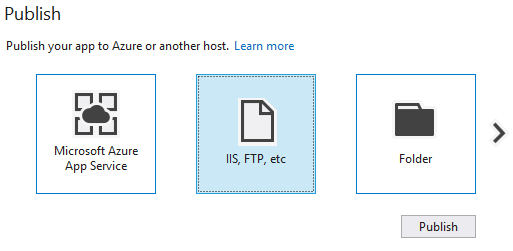 Publish
Publish your app to Azure or another host. Learn more
Microsoft Azure
App Service
IIS, FTP, etc
Folder
Publish